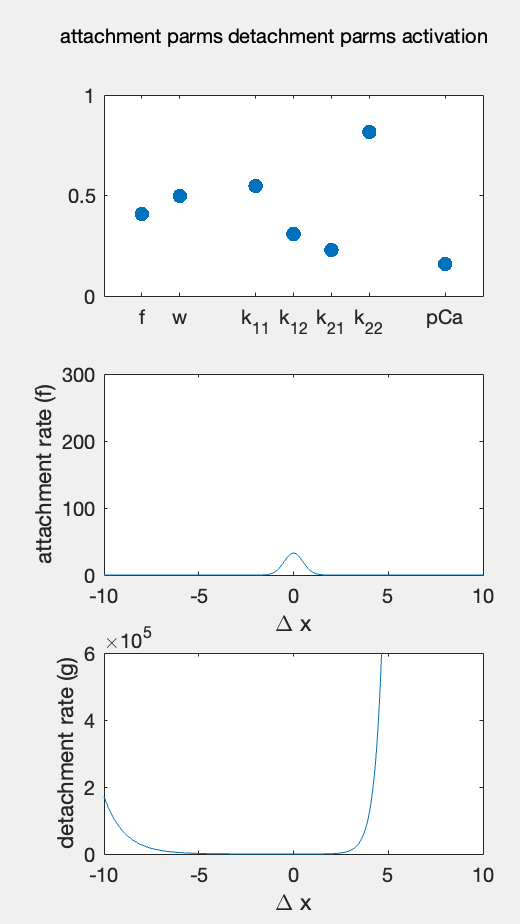 attachment parms detachment parms activation
1
0.5
0
f w k11 k12 k21 k22 pCa
300
200
100
0
attachment rate (f)
-10 -5 0 5 10
Δ x
×10^5
6
4
2
0
detachment rate (g)
-10 -5 0 5 10
Δ x